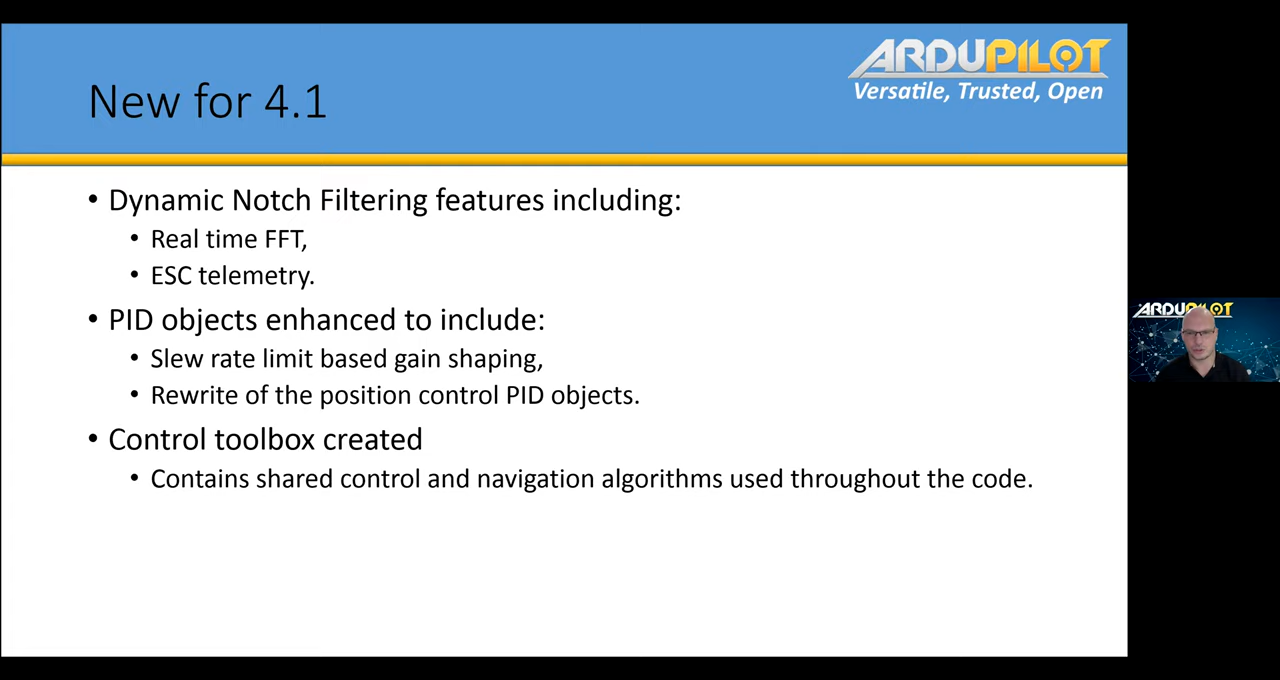 ARDUPILOT
Versatile, Trusted, Open
New for 4.1
• Dynamic Notch Filtering features including:
• Real time FFT,
• ESC telemetry.
• PID objects enhanced to include:
• Slew rate limit based gain shaping,
• Rewrite of the position control PID objects.
• Control toolbox created
• Contains shared control and navigation algorithms used throughout the code.
ARDUPILOT